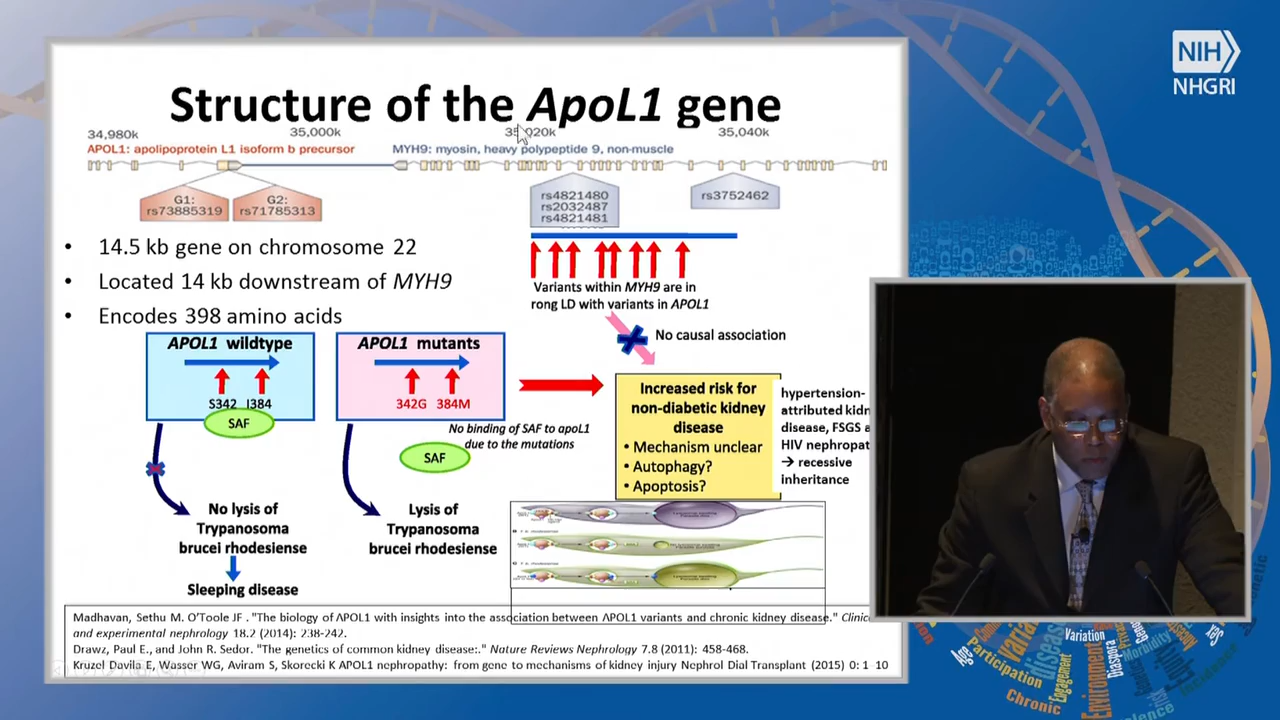 NIH
NHGRI
Structure of the ApoL1 gene
34,980k 35,000k 35,020k 35,040k
APOL1: apolipoprotein L1 isoform b precursor MYH9: myosin, heavy polypeptide 9, non-muscle
G1:
rs73885319
G2:
rs71785313
rs4821480
rs2032487
rs4821481
rs3752462
• 14.5 kb gene on chromosome 22
• Located 14 kb downstream of MYH9
• Encodes 398 amino acids
Variants within MYH9 are in
rong LD with variants in APOL1
No causal association
APOL1 wildtype
S342 I384
SAF
APOL1 mutants
342G 384M
No binding of SAF to apoL1
due to the mutations
SAF
Increased risk for
non-diabetic kidney
disease
• Mechanism unclear
• Autophagy?
• Apoptosis?
hypertension-
attributed kidn
disease, FSGS a
HIV nephropat
→ recessive
inheritance
No lysis of
Trypanosoma
brucei rhodesiense
Sleeping disease
Lysis of
Trypanosoma
brucei rhodesiense
Madhavan, Sethu M. O'Toole JF . "The biology of APOL1 with insights into the association between APOL1 variants and chronic kidney disease." Clinic
and experimental nephrology 18.2 (2014): 238-242.
Drawz, Paul E., and John R. Sedor. "The genetics of common kidney disease:." Nature Reviews Nephrology 7.8 (2011): 458-468.
Kruzel Davila E, Wasser WG, Aviram S, Skorecki K APOL1 nephropathy: from gene to mechanisms of kidney injury Nephrol Dial Transplant (2015) 0: 1 10
Age
Participation
Chronic
Engagement
disease
Environment
Variation
Diaspora
Morbidity